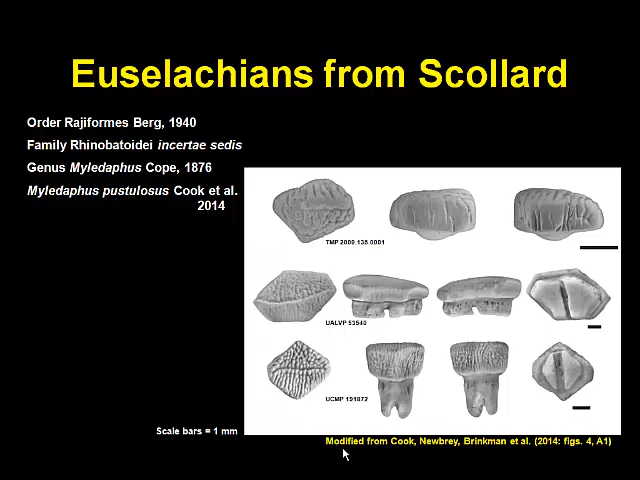 Euselachians from Scollard
Order Rajiformes Berg, 1940
Family Rhinobatoidei incertae sedis
Genus Myledaphus Cope, 1876
Myledaphus pustulosus Cook et al.
2014
TMP 2009.135.0001
UALVP 53540
UCMP 191872
Scale bars = 1 mm
Modified from Cook, Newbrey, Brinkman et al. (2014: figs. 4, A1)